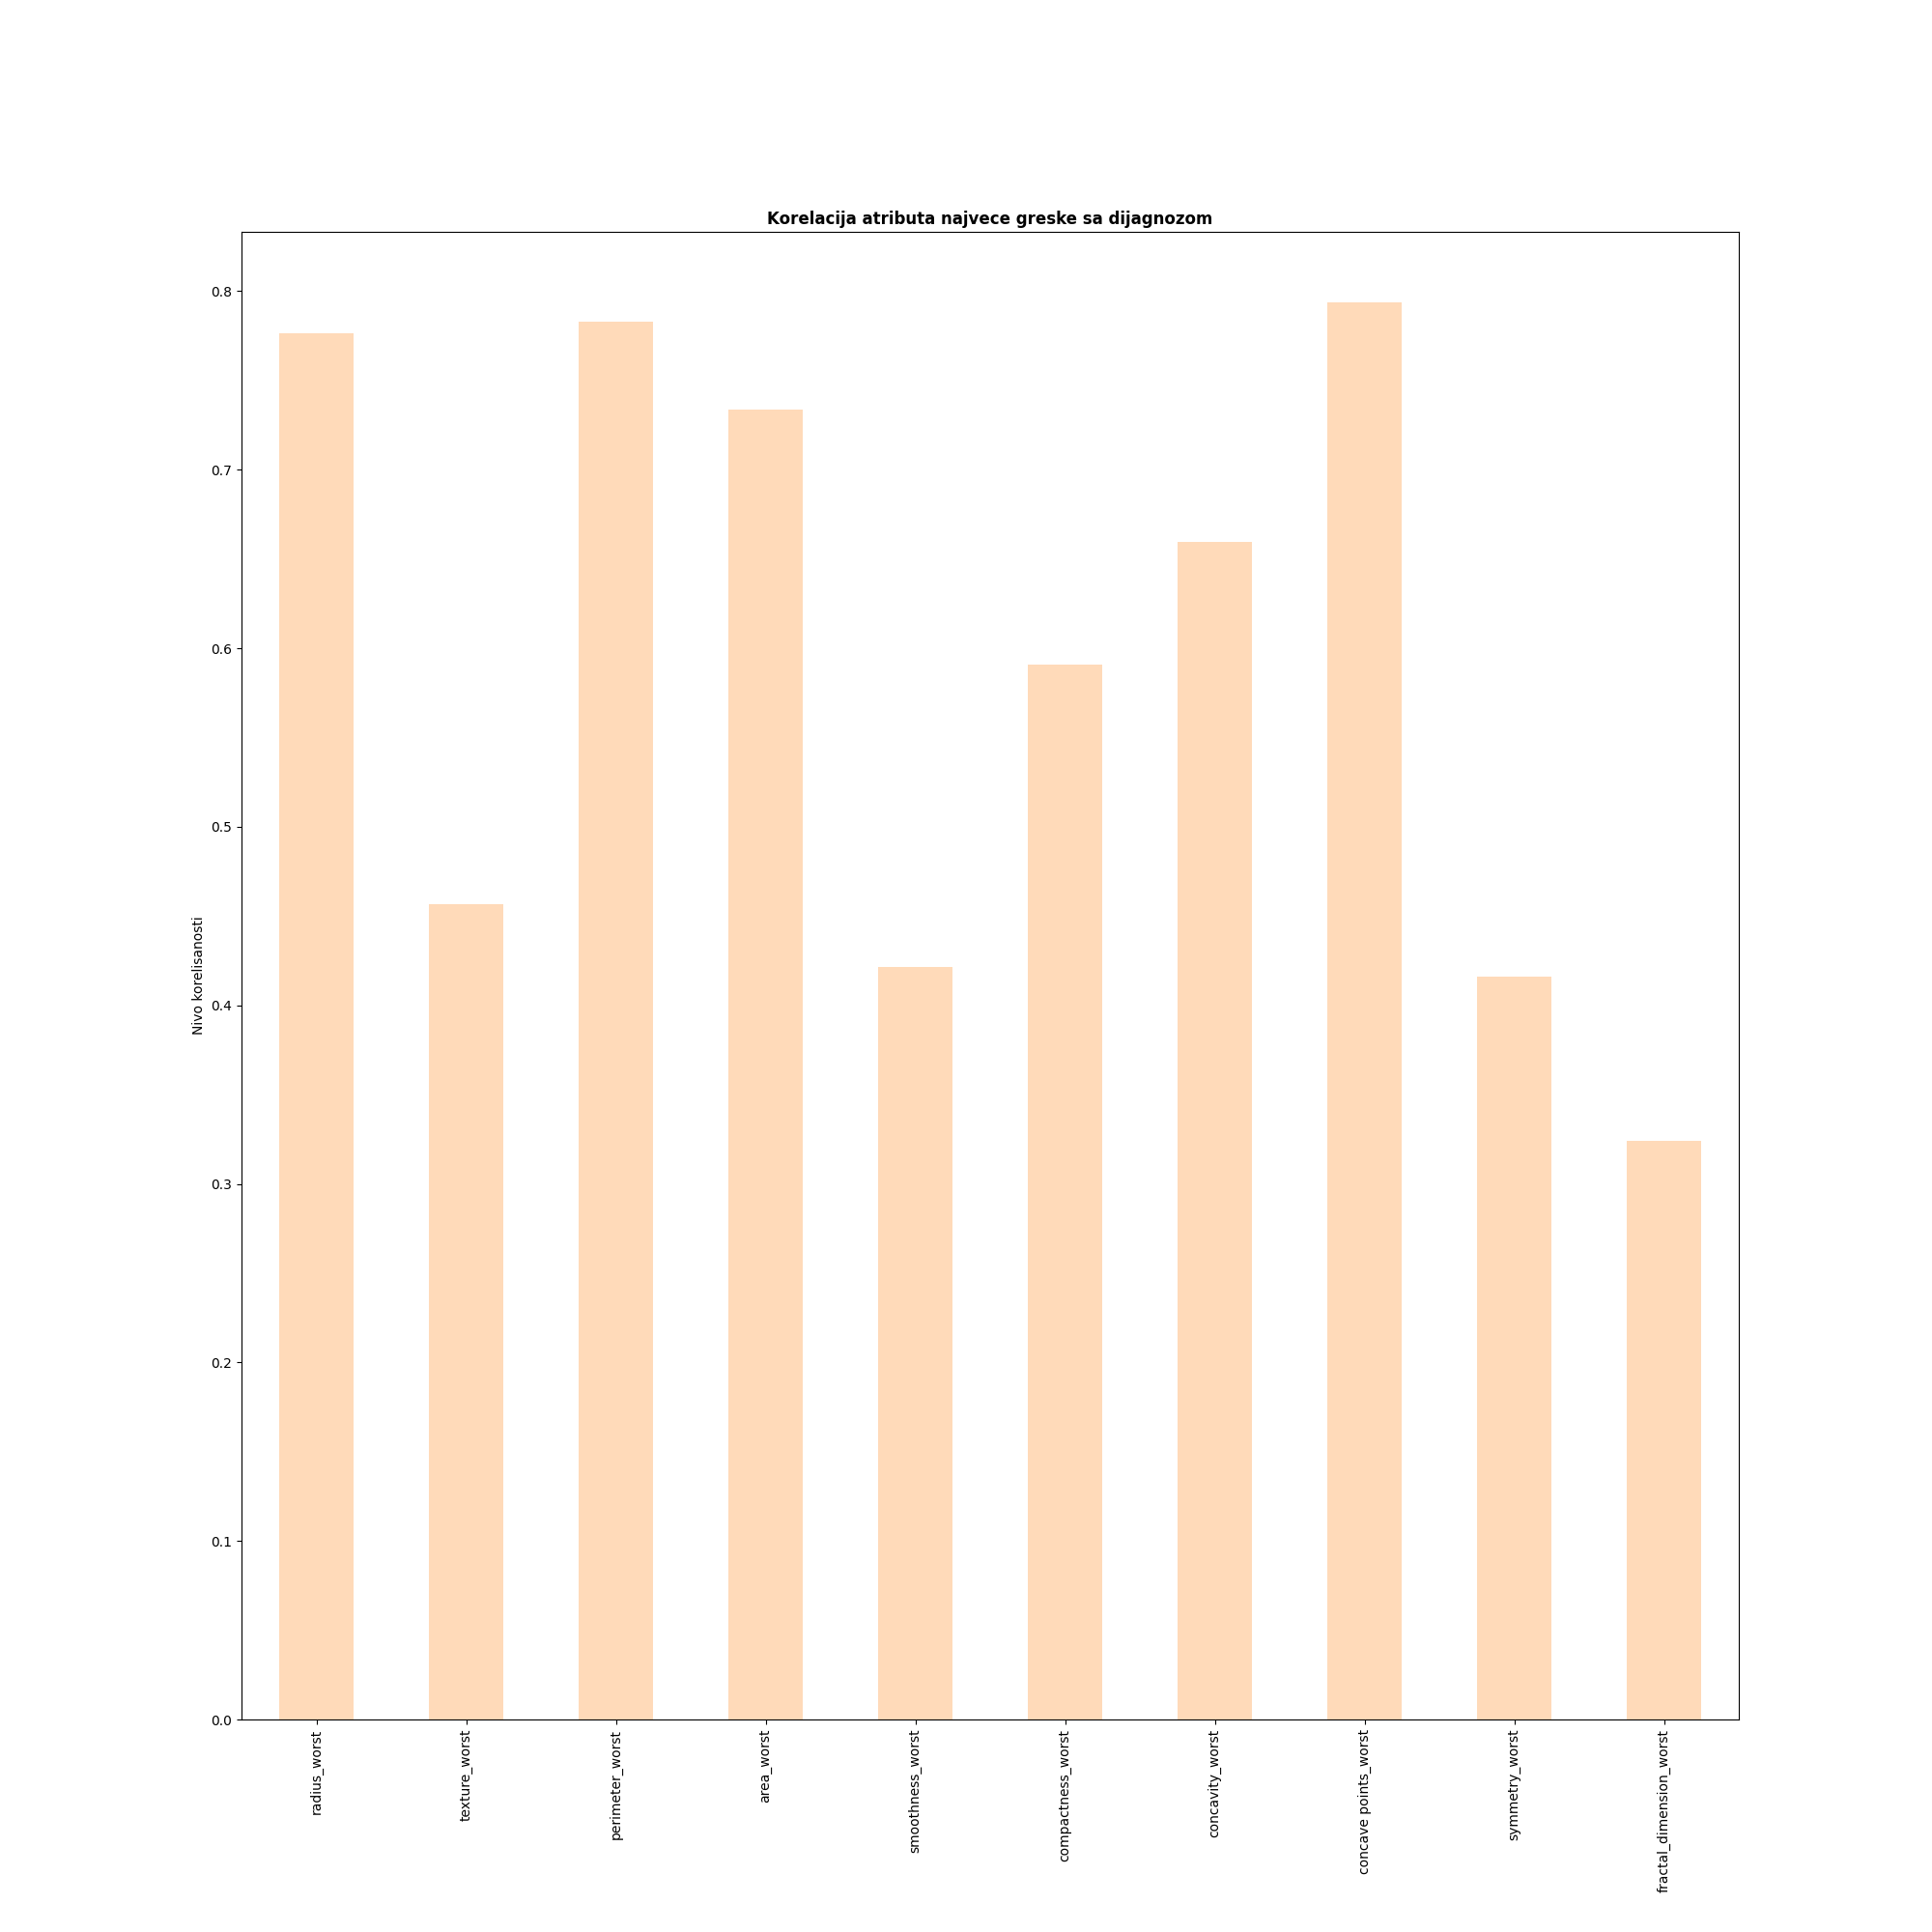 Korelacija atributa najvece greske sa dijagnozom
Nivo korelisanosti
0.8
0.7
0.6
0.5
0.4
0.3
0.2
0.1
0.0
radius_worst
texture_worst
perimeter_worst
area_worst
smoothness_worst
compactness_worst
concavity_worst
concave points_worst
symmetry_worst
fractal_dimension_worst